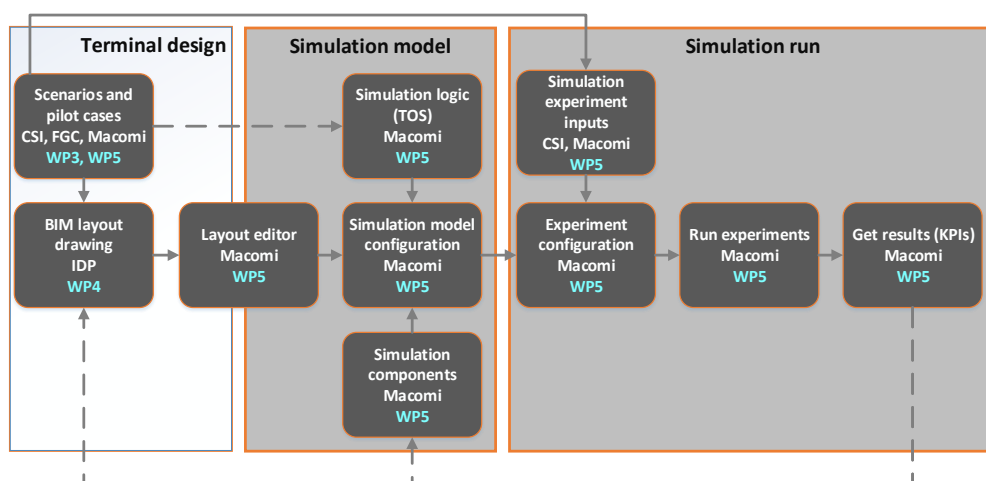 Terminal design
Simulation model
Simulation run
Scenarios and
pilot cases
CSI, FGC, Macomi
WP3, WP5
Simulation logic
(TOS)
Macomi
WP5
Simulation
experiment
inputs
CSI, Macomi
WP5
BIM layout
drawing
IDP
WP4
Layout editor
Macomi
WP5
Simulation model
configuration
Macomi
WP5
Experiment
configuration
Macomi
WP5
Run experiments
Macomi
WP5
Get results (KPIs)
Macomi
WP5
Simulation
components
Macomi
WP5